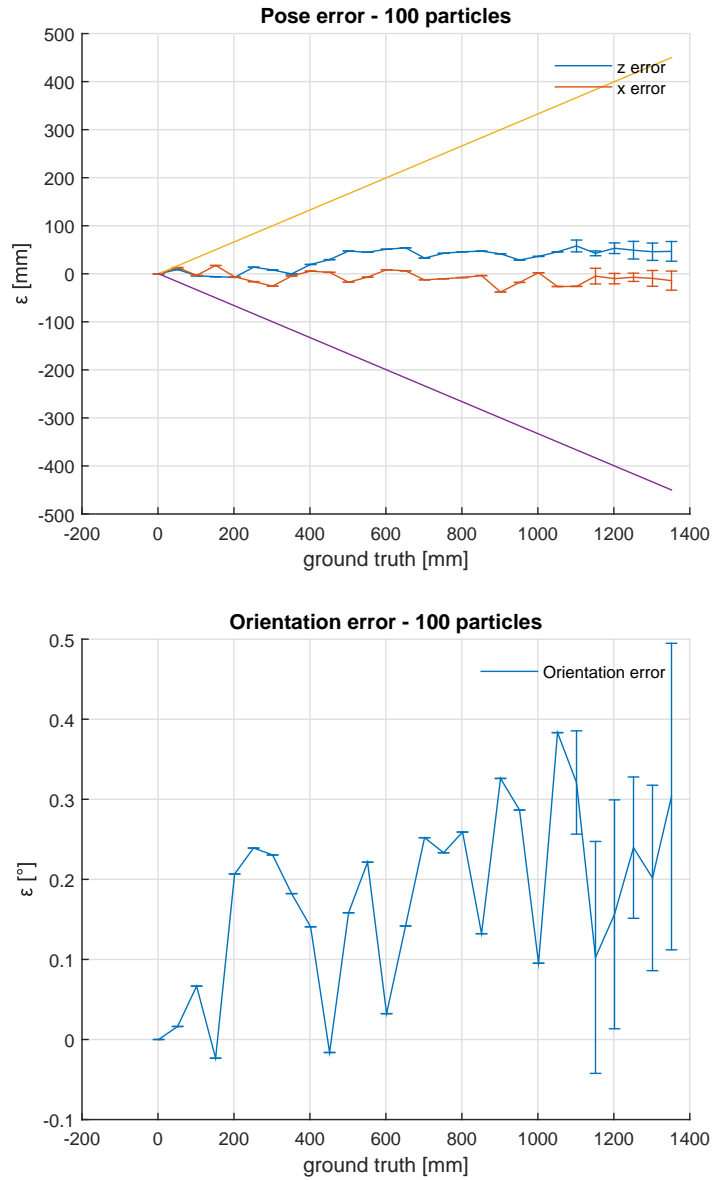 Pose error - 100 particles
500
400
300
200
100
0
-100
-200
-300
-400
-500
ε [mm]
z error
x error
-200 0 200 400 600 800 1000 1200 1400
ground truth [mm]
Orientation error - 100 particles
0.5
0.4
0.3
0.2
0.1
0
-0.1
ε [°]
Orientation error
-200 0 200 400 600 800 1000 1200 1400
ground truth [mm]